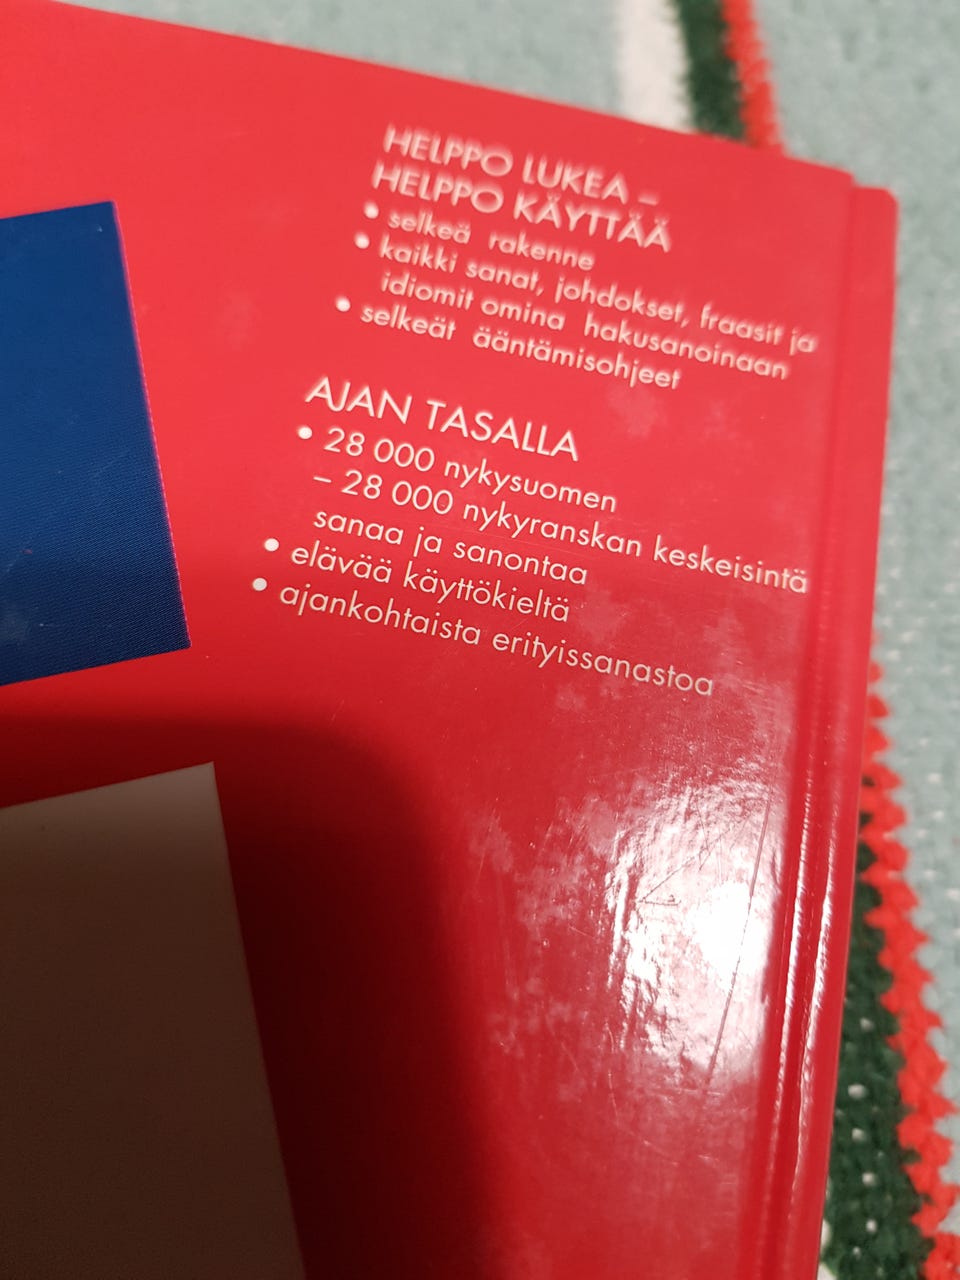 HELPPO LUKEA –
HELPPO KÄYTTÄÄ
• selkeä rakenne
• kaikki sanat, johdokset, fraasit ja
idiomit omina hakusanoinaan
• selkeät ääntämisohjeet
AJAN TASALLA
• 28 000 nykysuomen
– 28 000 nykyranskan keskeisintä
sanaa ja sanontaa
• elävää käyttökieltä
• ajankohtaista erityissanastoa